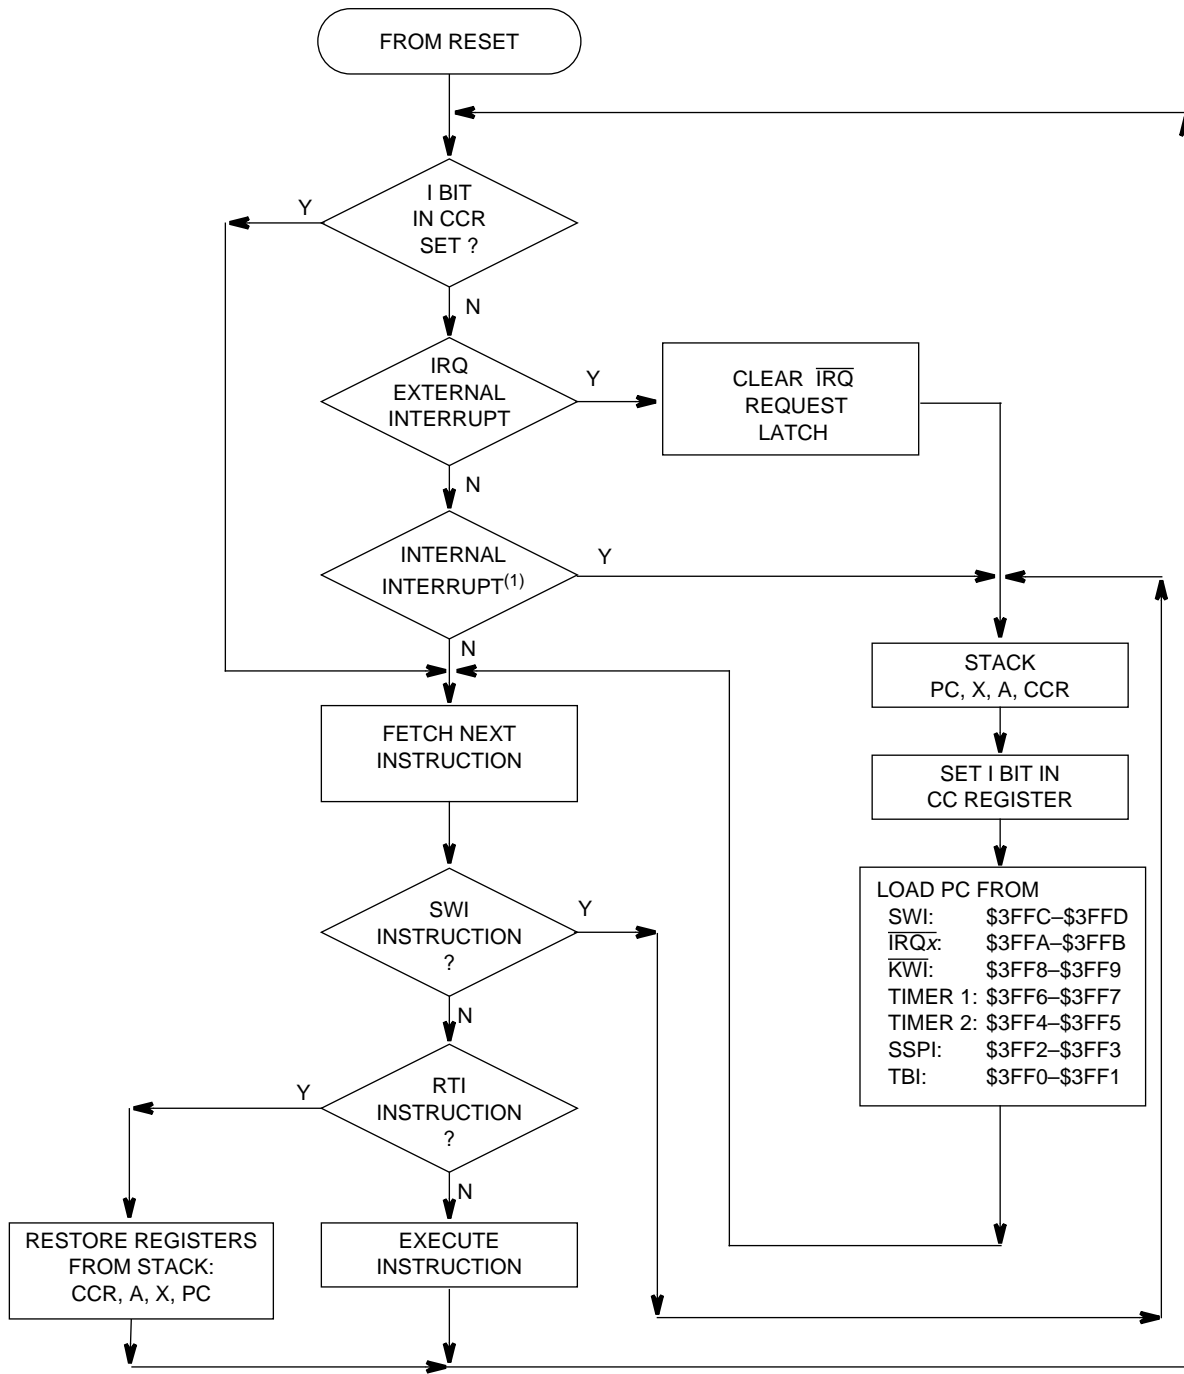 FROM RESET
I BIT
IN CCR
SET ?
Y
N
IRQ
EXTERNAL
INTERRUPT
Y
N
CLEAR IRQ
REQUEST
LATCH
INTERNAL
INTERRUPT(1)
Y
N
STACK
PC, X, A, CCR
FETCH NEXT
INSTRUCTION
SET I BIT IN
CC REGISTER
SWI
INSTRUCTION
?
Y
N
LOAD PC FROM
SWI: $3FFC–$3FFD
IRQx: $3FFA–$3FFB
KWI: $3FF8–$3FF9
TIMER 1: $3FF6–$3FF7
TIMER 2: $3FF4–$3FF5
SSPI: $3FF2–$3FF3
TBI: $3FF0–$3FF1
RTI
INSTRUCTION
?
Y
N
RESTORE REGISTERS
FROM STACK:
CCR, A, X, PC
EXECUTE
INSTRUCTION